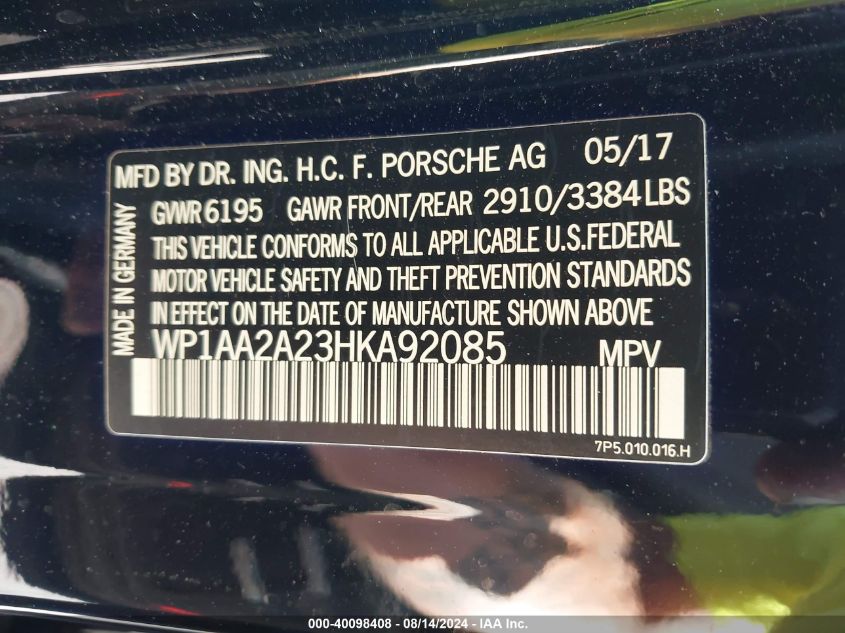 MFD BY DR. ING. H.C. F. PORSCHE AG 05/17
GVWR 6195 GAWR FRONT/REAR 2910/3384 LBS
THIS VEHICLE CONFORMS TO ALL APPLICABLE U.S.FEDERAL
MOTOR VEHICLE SAFETY AND THEFT PREVENTION STANDARDS
IN EFFECT ON THE DATE OF MANUFACTURE SHOWN ABOVE
MADE IN GERMANY
WP1AA2A23HKA92085 MPV
7P5.010.016.H
000-40098408 - 08/14/2024 - IAA Inc.